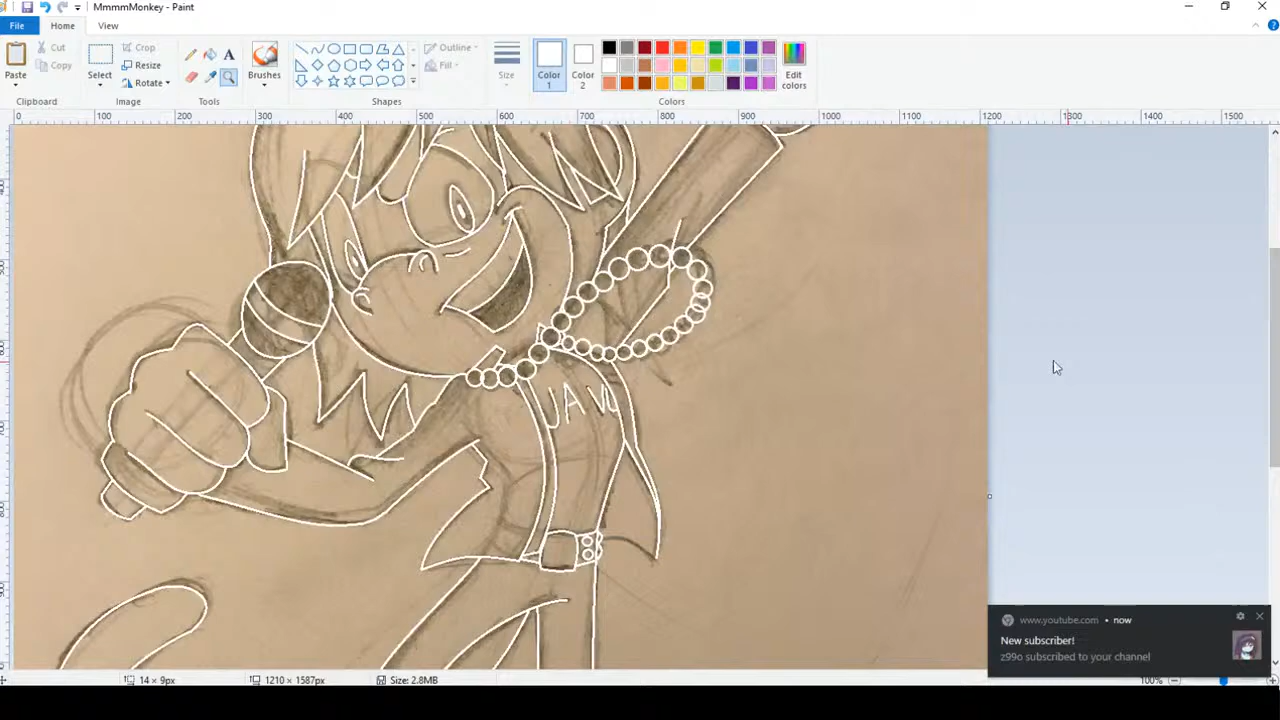 MmmmMonkey - Paint
File
Home
View
Paste
Cut
Copy
Clipboard
Select
Crop
Resize
Rotate
Image
A
Tools
Brushes
Outline
Fill
Shapes
Size
Color
1
Color
2
Edit
colors
Colors
0 100 200 300 400 500 600 700 800 900 1000 1100 1200 1300 1400 1500
www.youtube.com • now
New subscriber!
z99o subscribed to your channel
14 × 9px
1210 × 1587px
Size: 2.8MB
100%